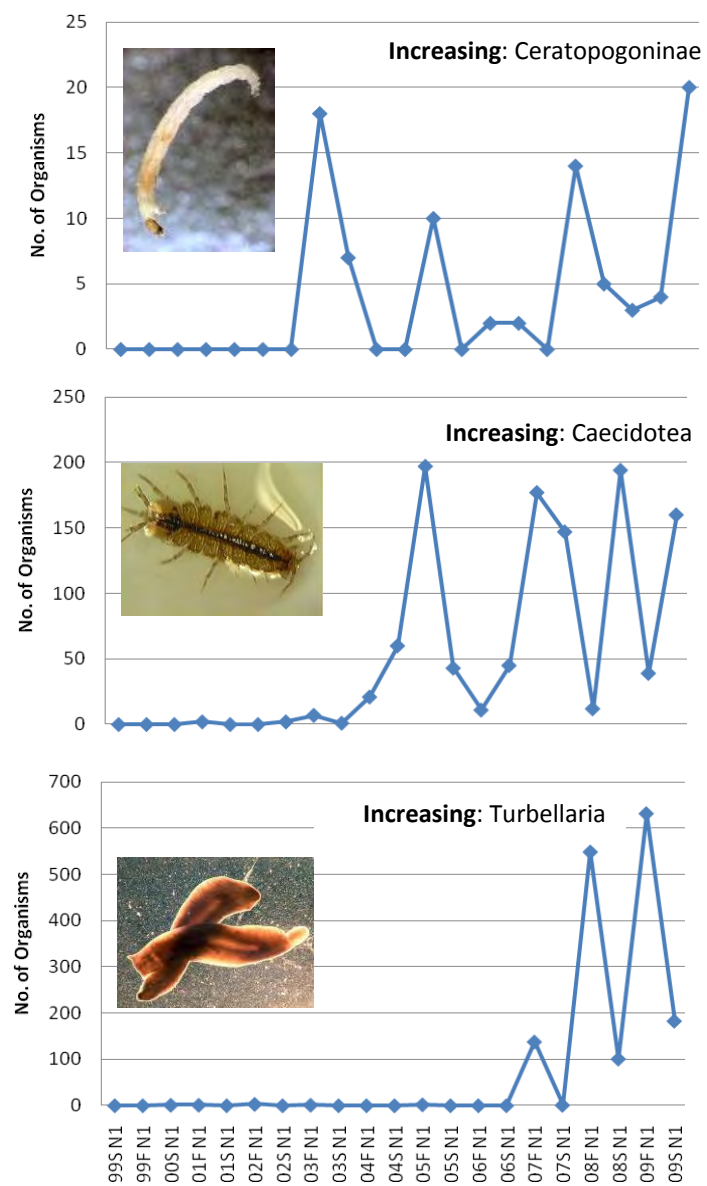 25
Increasing: Ceratopogoninae
20
15
10
5
0
No. of Organisms
250
Increasing: Caecidotea
200
150
100
50
0
No. of Organisms
700
Increasing: Turbellaria
600
500
400
300
200
100
0
No. of Organisms
99S N1
99F N1
00S N1
01F N1
01S N1
02F N1
02S N1
03F N1
03S N1
04F N1
04S N1
05F N1
05S N1
06F N1
06S N1
07F N1
07S N1
08F N1
08S N1
09F N1
09S N1